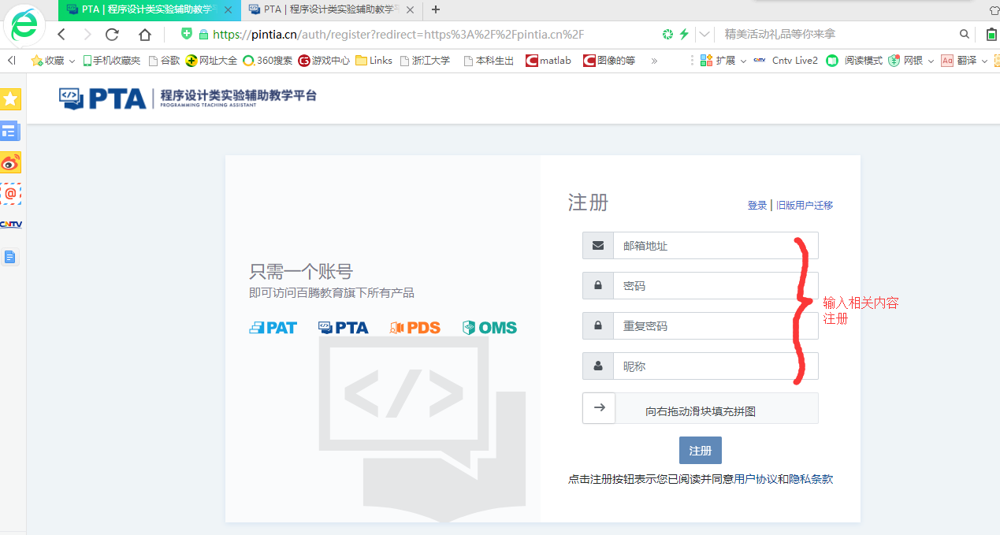 PTA | 程序设计类实验辅助教学平
PTA | 程序设计类实验辅助教学平
https://pintia.cn/auth/register?redirect=https%3A%2F%2Fpintia.cn%2F
精美活动礼品等你来拿
收藏 手机收藏夹 谷歌 网址大全 360搜索 游戏中心 Links 浙江大学 本科生出 matlab 图像的等 » 扩展 CNTV Cntv Live2 阅读模式 网银 Aa 翻译
@
CNTV
</> PTA 程序设计类实验辅助教学平台
PROGRAMMING TEACHING ASSISTANT
注册
登录 | 旧版用户迁移
邮箱地址
只需一个账号
即可访问百腾教育旗下所有产品
密码
输入相关内容
注册
重复密码
PAT PTA PDS OMS
</>
昵称
向右拖动滑块填充拼图
注册
点击注册按钮表示您已阅读并同意用户协议和隐私条款